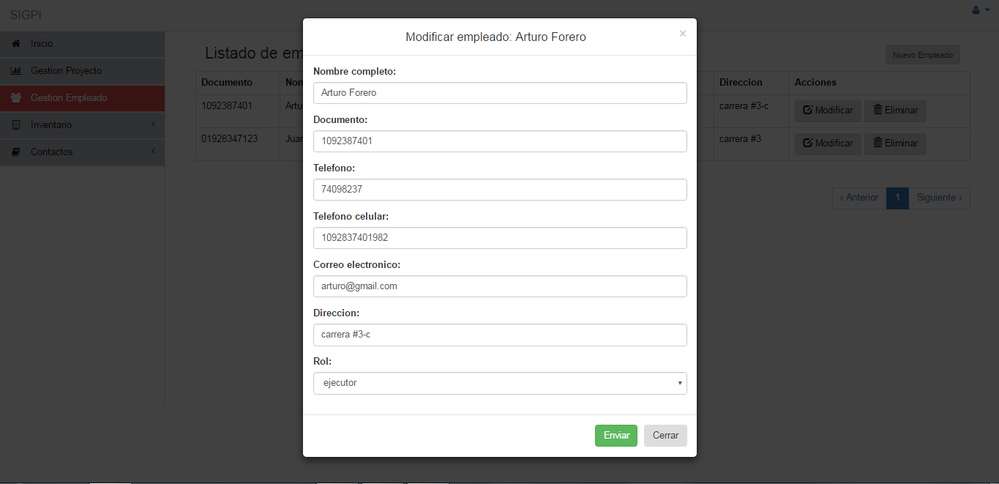 SIGPI
Inicio
Gestion Proyecto
Gestion Empleado
Inventario
Contactos
Listado de em
Nuevo Empleado
Documento Non Direccion Acciones
1092387401 Artu carrera #3-c Modificar Eliminar
01928347123 Juan carrera #3 Modificar Eliminar
‹ Anterior 1 Siguiente ›
Modificar empleado: Arturo Forero ×
Nombre completo:
Arturo Forero
Documento:
1092387401
Telefono:
74098237
Telefono celular:
1092837401982
Correo electronico:
arturo@gmail.com
Direccion:
carrera #3-c
Rol:
ejecutor
Enviar Cerrar